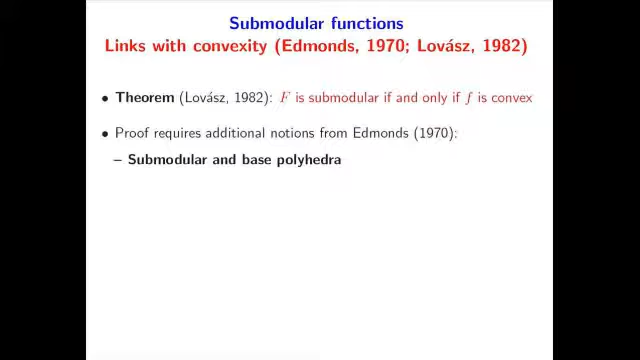 Submodular functions
Links with convexity (Edmonds, 1970; Lovász, 1982)
• Theorem (Lovász, 1982): F is submodular if and only if f is convex
• Proof requires additional notions from Edmonds (1970):
– Submodular and base polyhedra